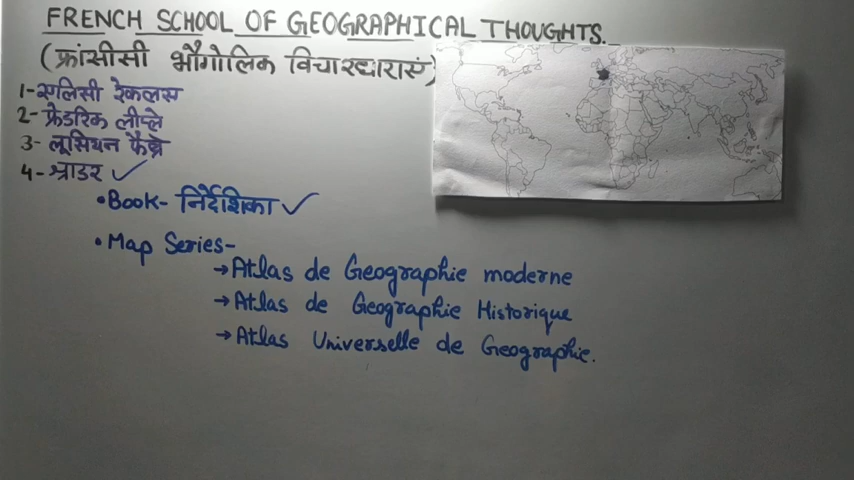 FRENCH SCHOOL OF GEOGRAPHICAL THOUGHTS.
(फ्रांसीसी भौगोलिक विचारधाराएं)
1-एलिसी रेकलस
2-फ्रेडरिक लीप्ले
3-लूसियन फैब्रे
4-श्राडर ✓
•Book-निर्देशिका ✓
•Map Series-
→Atlas de Geographie moderne
→Atlas de Geographie Historique
→Atlas Universelle de Geographie.